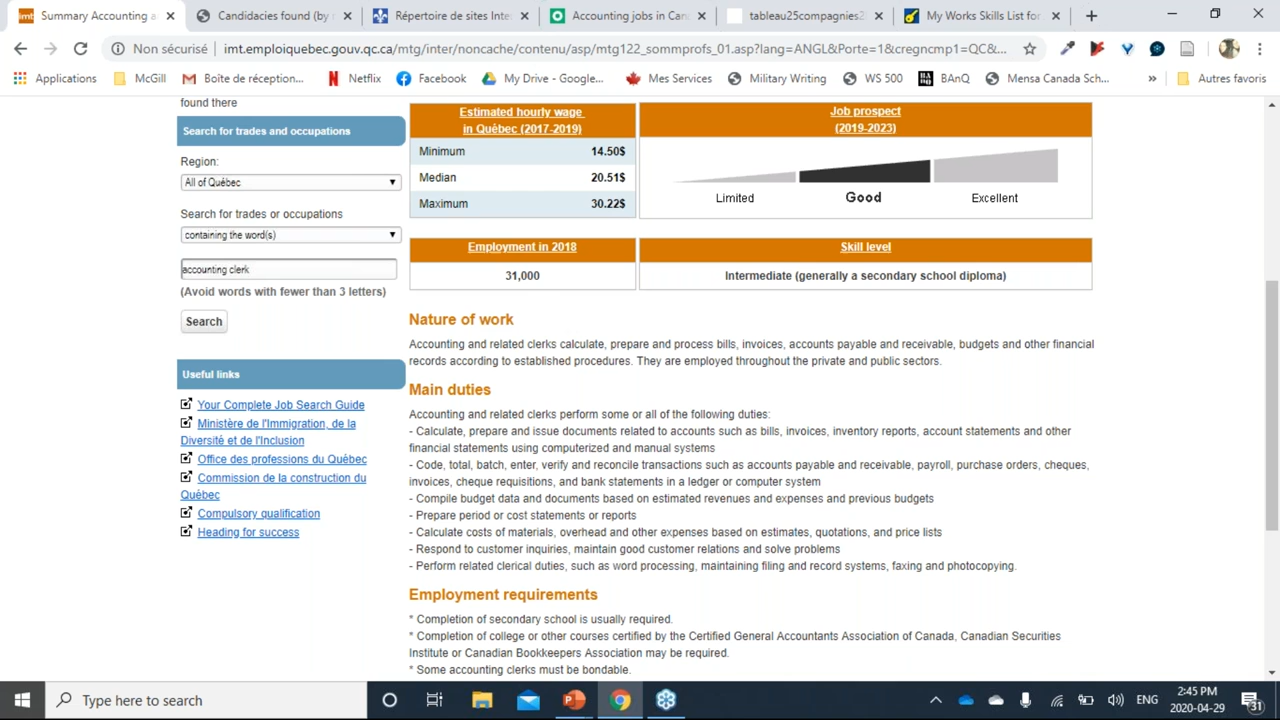 Summary Accounting a
Candidacies found (by r
Répertoire de sites Inter
Accounting jobs in Can
tableau25compagnies2
My Works Skills List for
Non sécurisé
imt.emploiquebec.gouv.qc.ca/mtg/inter/noncache/contenu/asp/mtg122_sommprofs_01.asp?lang=ANGL&Porte=1&cregncmp1=QC&...
Applications
McGill
Boîte de réception...
Netflix
Facebook
My Drive - Google...
Mes Services
Military Writing
WS 500
BAnQ
Mensa Canada Sch...
»
Autres favoris
found there
Search for trades and occupations
Region:
All of Québec
Search for trades or occupations
containing the word(s)
accounting clerk
(Avoid words with fewer than 3 letters)
Search
Useful links
Your Complete Job Search Guide
Ministère de l'Immigration, de la
Diversité et de l'Inclusion
Office des professions du Québec
Commission de la construction du
Québec
Compulsory qualification
Heading for success
Estimated hourly wage
in Québec (2017-2019)
Minimum 14.50$
Median 20.51$
Maximum 30.22$
Job prospect
(2019-2023)
Limited Good Excellent
Employment in 2018
31,000
Skill level
Intermediate (generally a secondary school diploma)
Nature of work
Accounting and related clerks calculate, prepare and process bills, invoices, accounts payable and receivable, budgets and other financial
records according to established procedures. They are employed throughout the private and public sectors.
Main duties
Accounting and related clerks perform some or all of the following duties:
- Calculate, prepare and issue documents related to accounts such as bills, invoices, inventory reports, account statements and other
financial statements using computerized and manual systems
- Code, total, batch, enter, verify and reconcile transactions such as accounts payable and receivable, payroll, purchase orders, cheques,
invoices, cheque requisitions, and bank statements in a ledger or computer system
- Compile budget data and documents based on estimated revenues and expenses and previous budgets
- Prepare period or cost statements or reports
- Calculate costs of materials, overhead and other expenses based on estimates, quotations, and price lists
- Respond to customer inquiries, maintain good customer relations and solve problems
- Perform related clerical duties, such as word processing, maintaining filing and record systems, faxing and photocopying.
Employment requirements
* Completion of secondary school is usually required.
* Completion of college or other courses certified by the Certified General Accountants Association of Canada, Canadian Securities
Institute or Canadian Bookkeepers Association may be required.
* Some accounting clerks must be bondable.
Type here to search
ENG
2:45 PM
2020-04-29
31